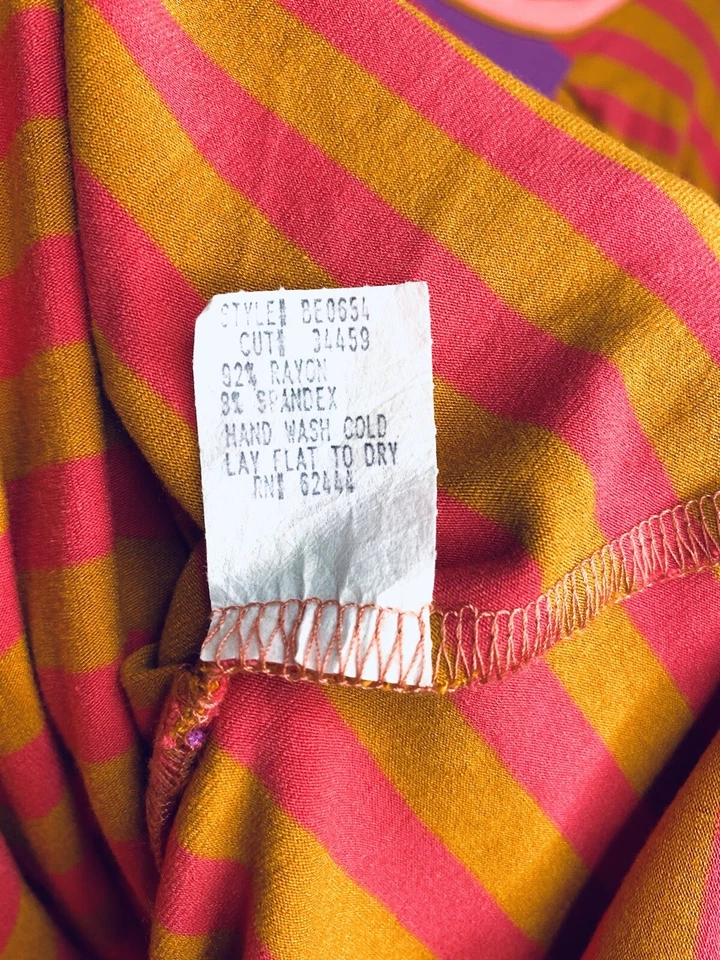 STYLE# BE0654
CUT# 34459
92% RAYON
8% SPANDEX
HAND WASH COLD
LAY FLAT TO DRY
RN# 62444